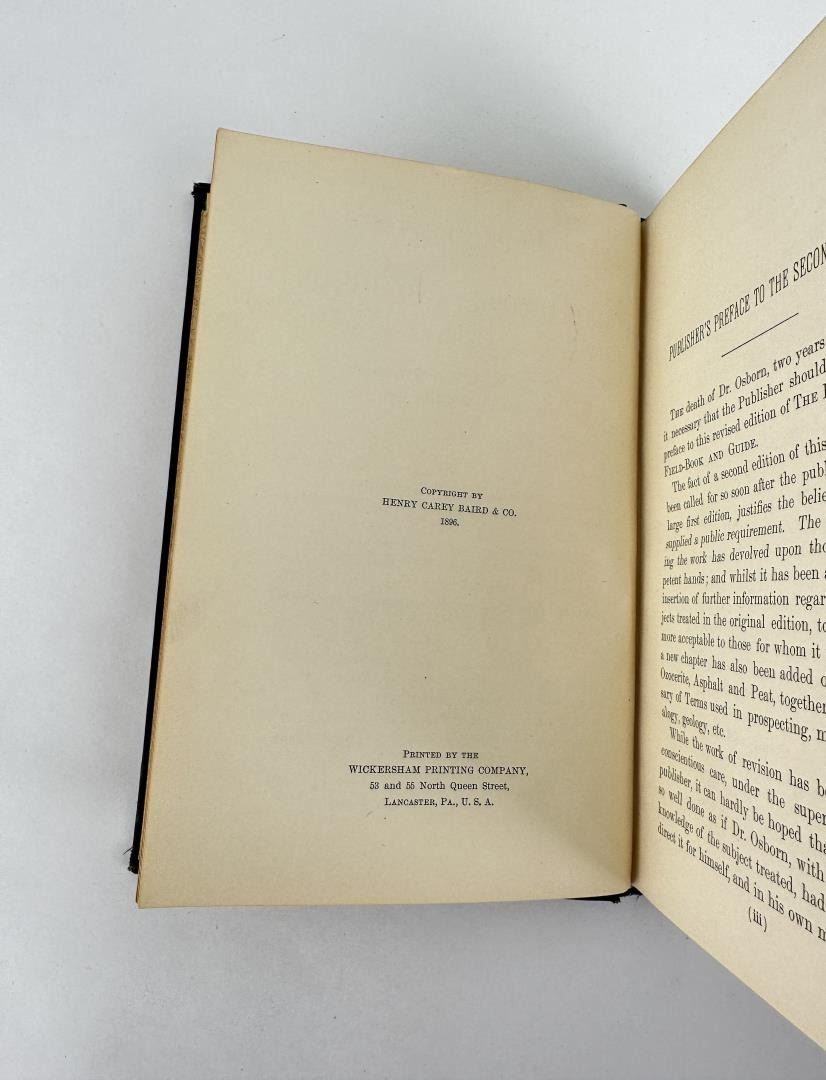 COPYRIGHT BY
HENRY CAREY BAIRD & CO.
1896.
PRINTED BY THE
WICKERSHAM PRINTING COMPANY,
53 and 55 North Queen Street,
LANCASTER, PA., U. S. A.
PUBLISHER'S PREFACE TO THE SECON
THE death of Dr. Osborn, two years
it necessary that the Publisher should
preface to this revised edition of THE
FIELD-BOOK AND GUIDE.
The fact of a second edition of this
been called for so soon after the publ
large first edition, justifies the belie
supplied a public requirement. The
ing the work has devolved upon tho
petent hands; and whilst it has been a
insertion of further information regar
jects treated in the original edition, to
more acceptable to those for whom it
a new chapter has also been added o
Ozocerite, Asphalt and Peat, together
sary of Terms used in prospecting, m
alogy, geology, etc.
While the work of revision has be
conscientious care, under the super
publisher, it can hardly be hoped tha
so well done as if Dr. Osborn, with
knowledge of the subject treated, had
direct it for himself, and in his own m
(iii)